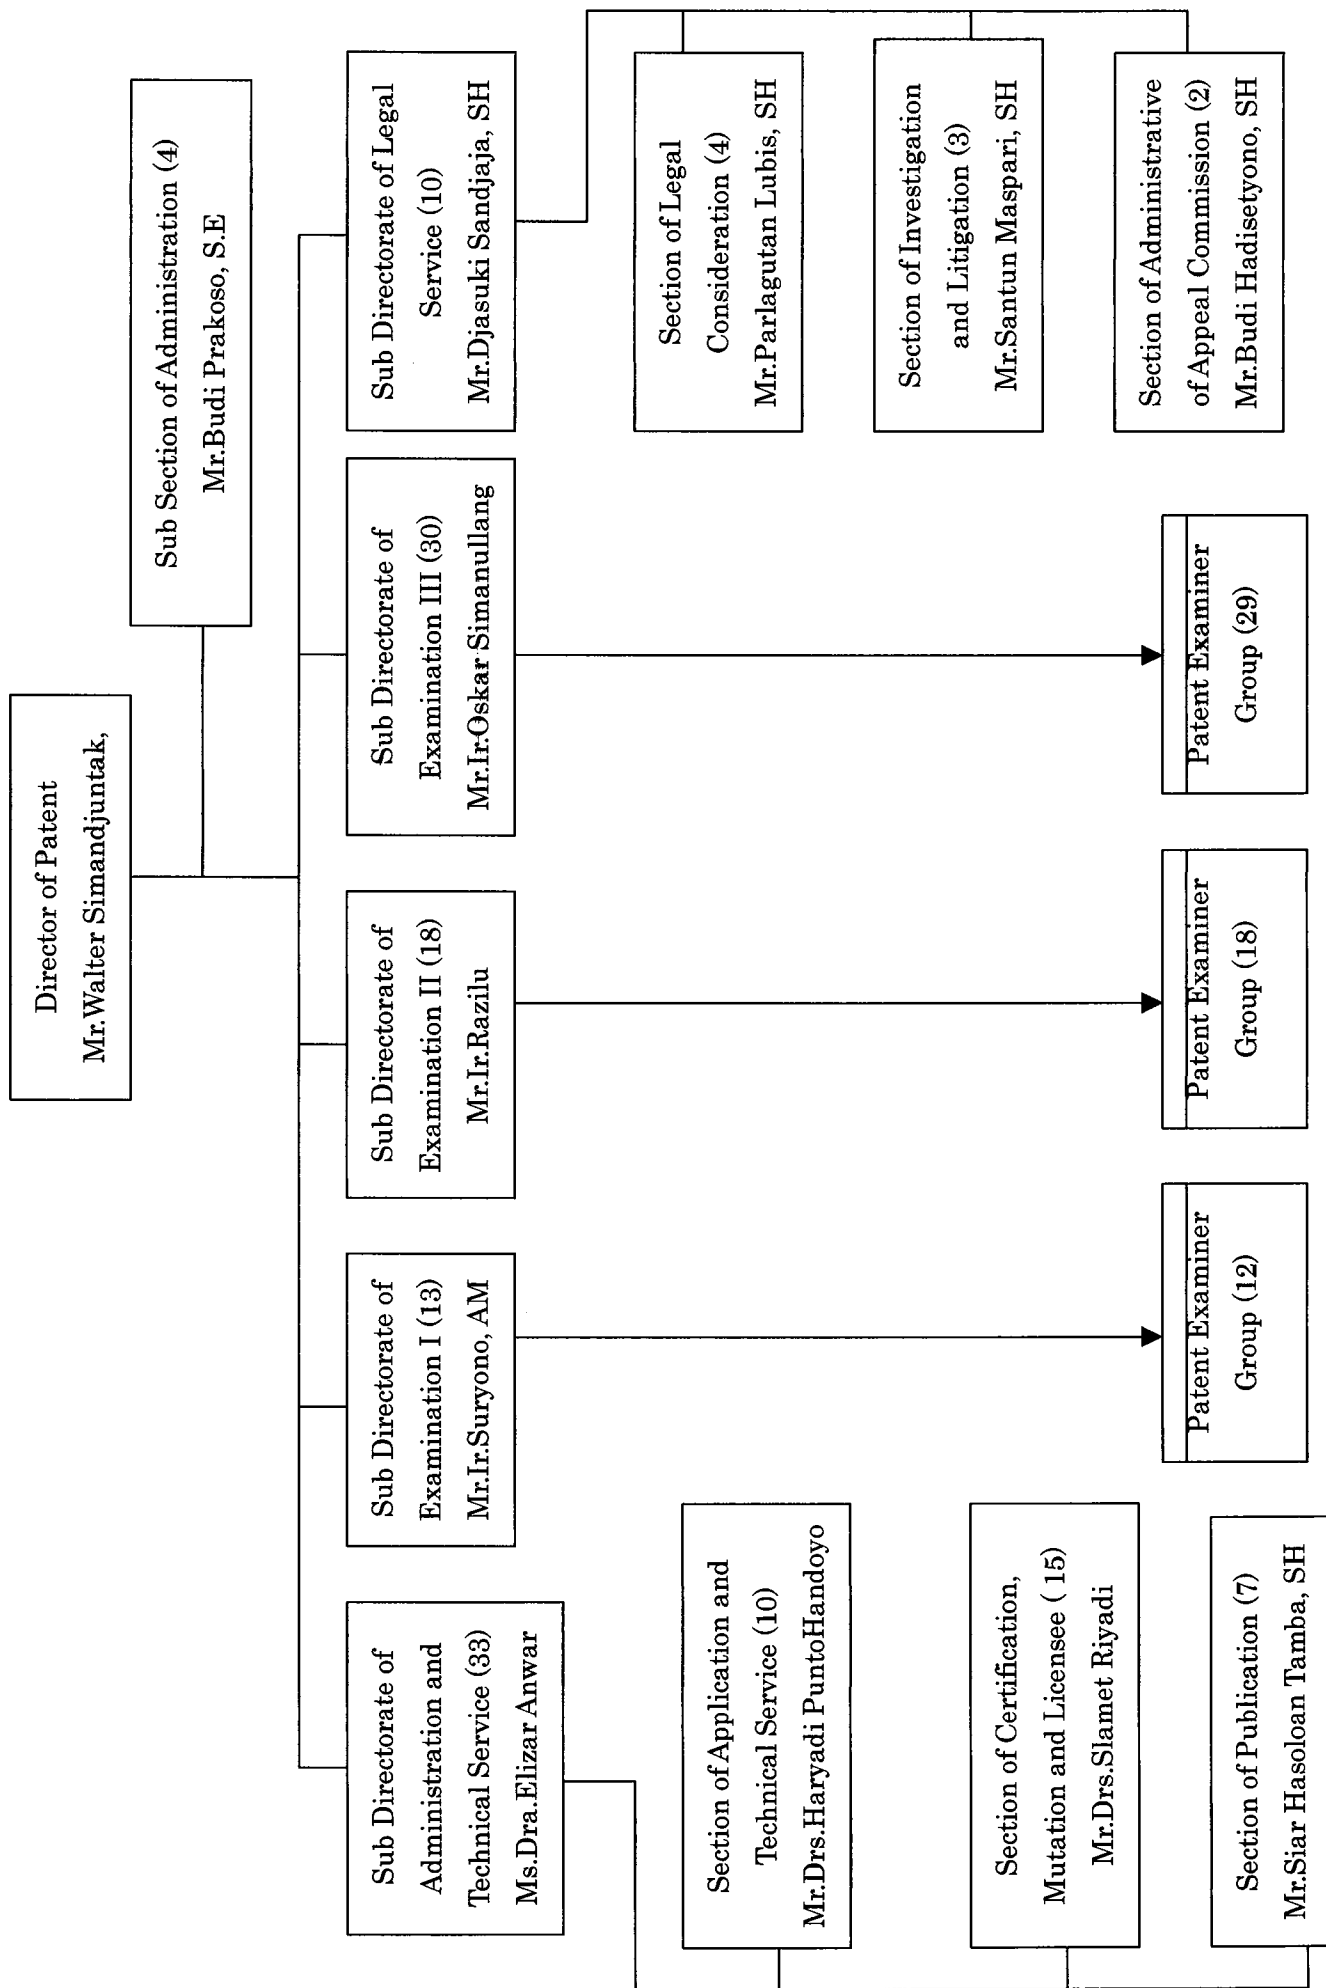 Director of Patent
Mr.Walter Simandjuntak,
Sub Section of Administration (4)
Mr.Budi Prakoso, S.E
Sub Directorate of
Administration and
Technical Service (33)
Ms.Dra.Elizar Anwar
Sub Directorate of
Examination I (13)
Mr.Ir.Suryono, AM
Sub Directorate of
Examination II (18)
Mr.Ir.Razilu
Sub Directorate of
Examination III (30)
Mr.Ir.Oskar Simanullang
Sub Directorate of Legal
Service (10)
Mr.Djasuki Sandjaja, SH
Section of Application and
Technical Service (10)
Mr.Drs.Haryadi PuntoHandoyo
Section of Certification,
Mutation and Licensee ( 15)
Mr.Drs.Slamet Riyadi
Section of Publication (7)
Mr.Siar Hasoloan Tamba, SH
Patent Examiner
Group (12)
Patent Examiner
Group (18)
Patent Examiner
Group (29)
Section of Legal
Consideration (4)
Mr.Parlagutan Lubis, SH
Section of Investigation
and Litigation (3)
Mr.Santun Maspari, SH
Section of Administrative
of Appeal Commission (2)
Mr.Budi Hadisetyono, SH